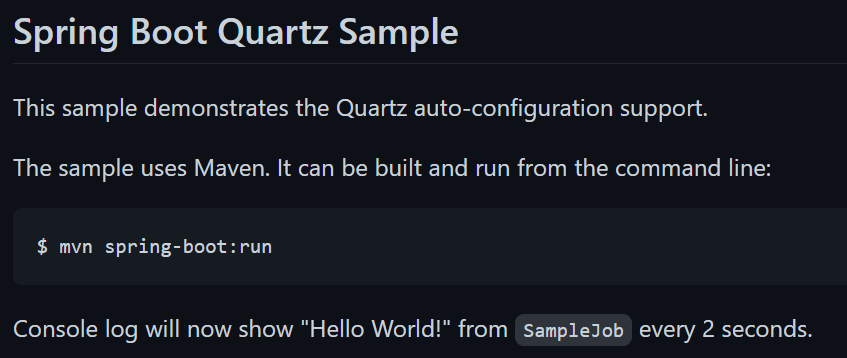 Spring Boot Quartz Sample
This sample demonstrates the Quartz auto-configuration support.
The sample uses Maven. It can be built and run from the command line:
$ mvn spring-boot:run
Console log will now show "Hello World!" from SampleJob every 2 seconds.